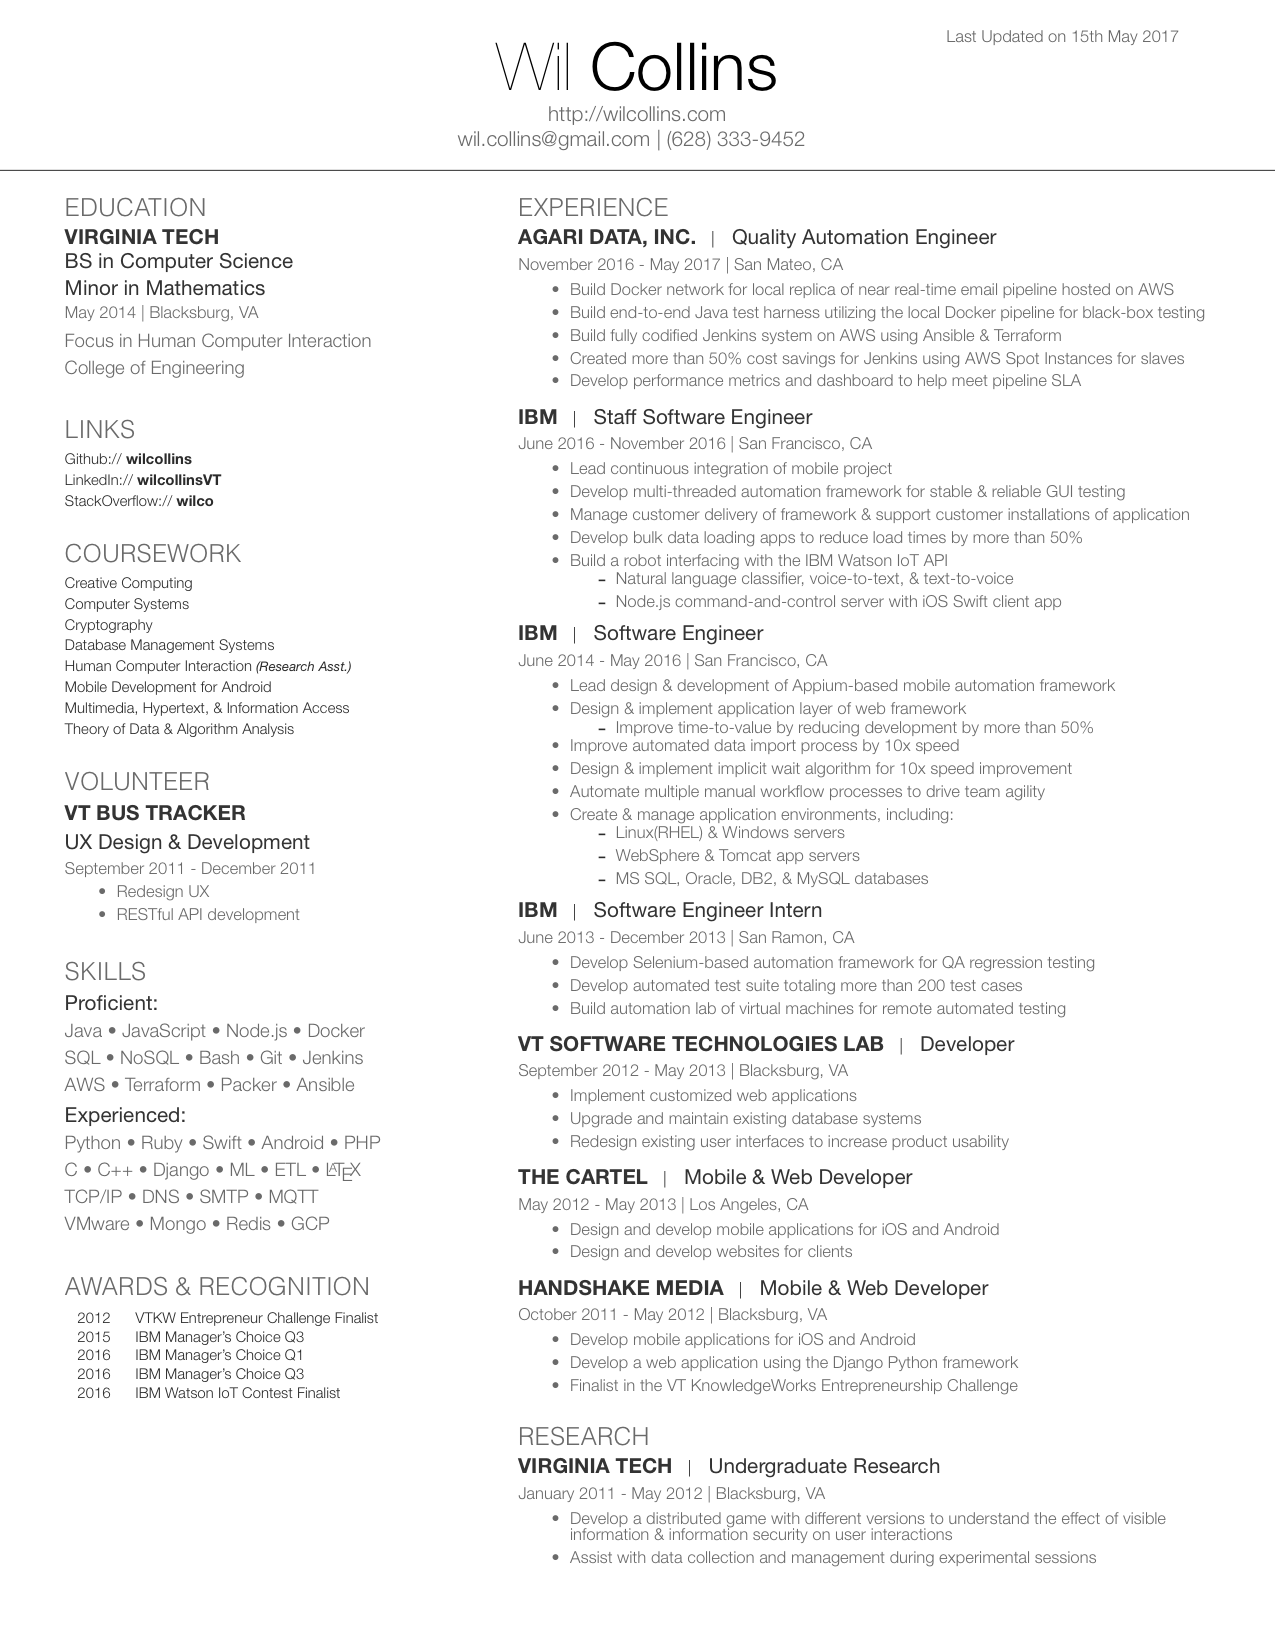 Last Updated on 15th May 2017
Wil Collins
http://wilcollins.com
wil.collins@gmail.com | (628) 333-9452
EDUCATION
VIRGINIA TECH
BS in Computer Science
Minor in Mathematics
May 2014 | Blacksburg, VA
Focus in Human Computer Interaction
College of Engineering
LINKS
Github:// wilcollins
LinkedIn:// wilcollinsVT
StackOverflow:// wilco
COURSEWORK
Creative Computing
Computer Systems
Cryptography
Database Management Systems
Human Computer Interaction (Research Asst.)
Mobile Development for Android
Multimedia, Hypertext, & Information Access
Theory of Data & Algorithm Analysis
VOLUNTEER
VT BUS TRACKER
UX Design & Development
September 2011 - December 2011
• Redesign UX
• RESTful API development
SKILLS
Proficient:
Java • JavaScript • Node.js • Docker
SQL • NoSQL • Bash • Git • Jenkins
AWS • Terraform • Packer • Ansible
Experienced:
Python • Ruby • Swift • Android • PHP
C • C++ • Django • ML • ETL • LATEX
TCP/IP • DNS • SMTP • MQTT
VMware • Mongo • Redis • GCP
AWARDS & RECOGNITION
2012 VTKW Entrepreneur Challenge Finalist
2015 IBM Manager's Choice Q3
2016 IBM Manager's Choice Q1
2016 IBM Manager's Choice Q3
2016 IBM Watson IoT Contest Finalist
EXPERIENCE
AGARI DATA, INC. | Quality Automation Engineer
November 2016 - May 2017 | San Mateo, CA
• Build Docker network for local replica of near real-time email pipeline hosted on AWS
• Build end-to-end Java test harness utilizing the local Docker pipeline for black-box testing
• Build fully codified Jenkins system on AWS using Ansible & Terraform
• Created more than 50% cost savings for Jenkins using AWS Spot Instances for slaves
• Develop performance metrics and dashboard to help meet pipeline SLA
IBM | Staff Software Engineer
June 2016 - November 2016 | San Francisco, CA
• Lead continuous integration of mobile project
• Develop multi-threaded automation framework for stable & reliable GUI testing
• Manage customer delivery of framework & support customer installations of application
• Develop bulk data loading apps to reduce load times by more than 50%
• Build a robot interfacing with the IBM Watson IoT API
– Natural language classifier, voice-to-text, & text-to-voice
– Node.js command-and-control server with iOS Swift client app
IBM | Software Engineer
June 2014 - May 2016 | San Francisco, CA
• Lead design & development of Appium-based mobile automation framework
• Design & implement application layer of web framework
– Improve time-to-value by reducing development by more than 50%
• Improve automated data import process by 10x speed
• Design & implement implicit wait algorithm for 10x speed improvement
• Automate multiple manual workflow processes to drive team agility
• Create & manage application environments, including:
– Linux(RHEL) & Windows servers
– WebSphere & Tomcat app servers
– MS SQL, Oracle, DB2, & MySQL databases
IBM | Software Engineer Intern
June 2013 - December 2013 | San Ramon, CA
• Develop Selenium-based automation framework for QA regression testing
• Develop automated test suite totaling more than 200 test cases
• Build automation lab of virtual machines for remote automated testing
VT SOFTWARE TECHNOLOGIES LAB | Developer
September 2012 - May 2013 | Blacksburg, VA
• Implement customized web applications
• Upgrade and maintain existing database systems
• Redesign existing user interfaces to increase product usability
THE CARTEL | Mobile & Web Developer
May 2012 - May 2013 | Los Angeles, CA
• Design and develop mobile applications for iOS and Android
• Design and develop websites for clients
HANDSHAKE MEDIA | Mobile & Web Developer
October 2011 - May 2012 | Blacksburg, VA
• Develop mobile applications for iOS and Android
• Develop a web application using the Django Python framework
• Finalist in the VT KnowledgeWorks Entrepreneurship Challenge
RESEARCH
VIRGINIA TECH | Undergraduate Research
January 2011 - May 2012 | Blacksburg, VA
• Develop a distributed game with different versions to understand the effect of visible
information & information security on user interactions
• Assist with data collection and management during experimental sessions